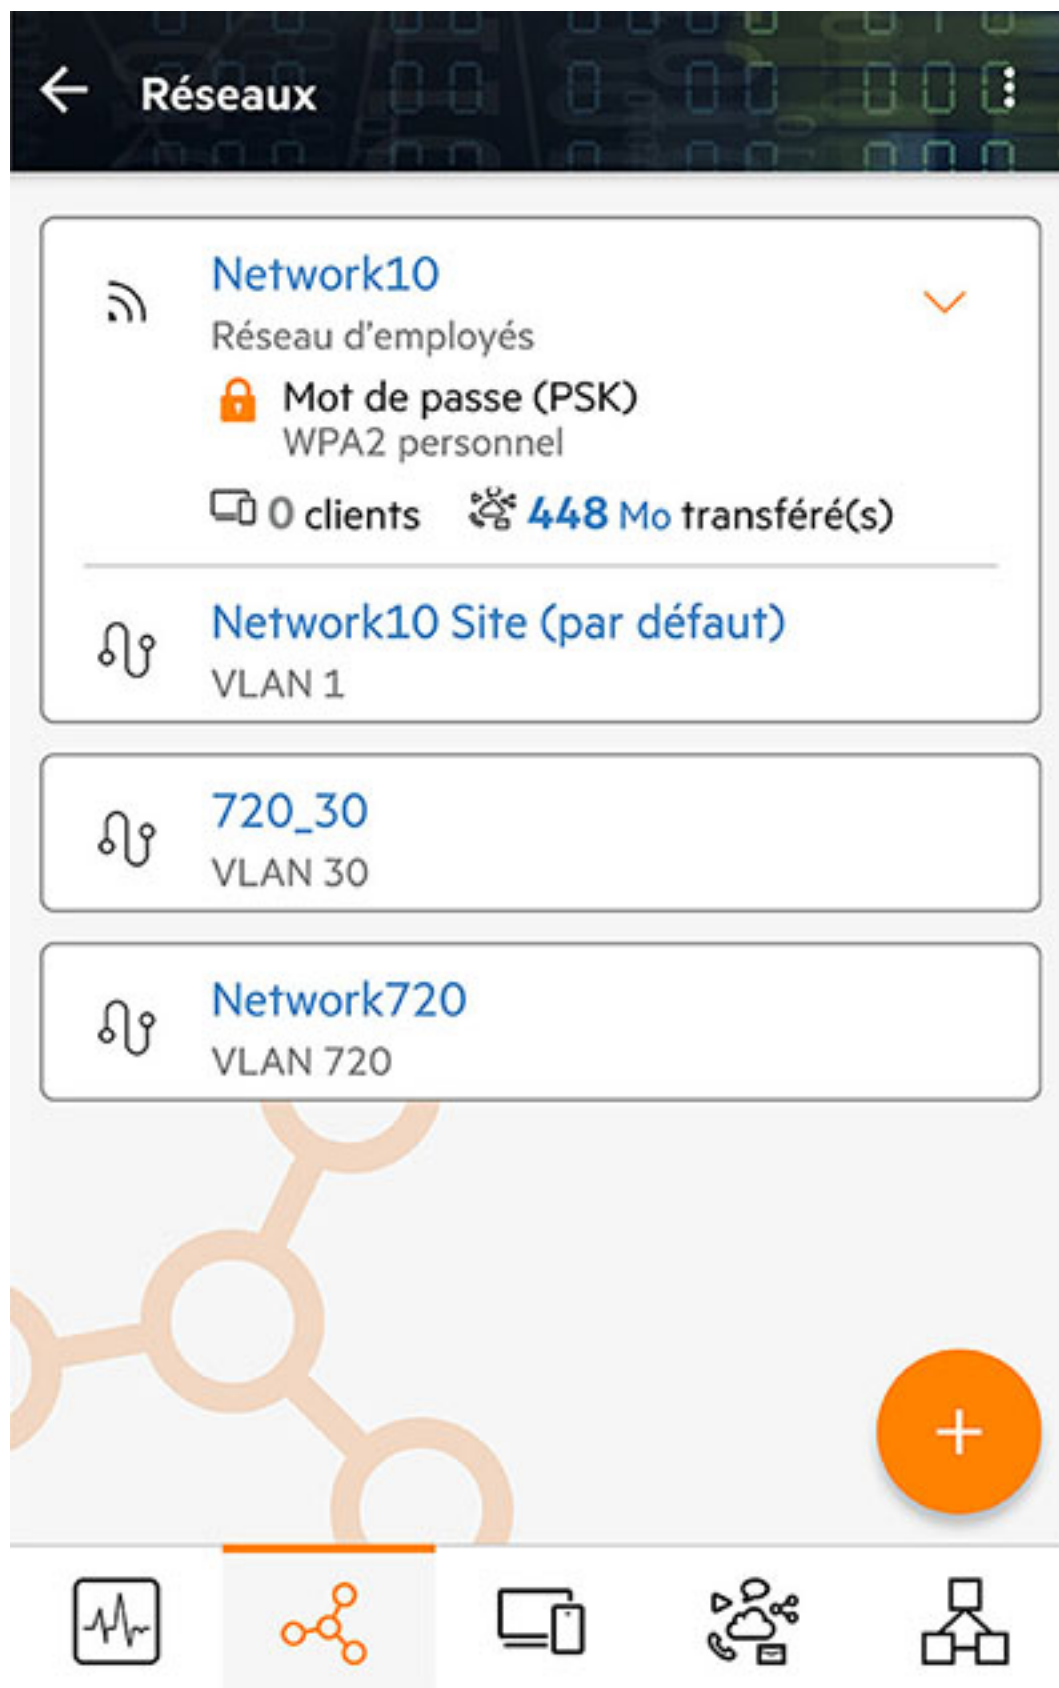 Réseaux
Network10
Réseau d'employés
Mot de passe (PSK)
WPA2 personnel
0 clients 448 Mo transféré(s)
Network10 Site (par défaut)
VLAN 1
720_30
VLAN 30
Network720
VLAN 720